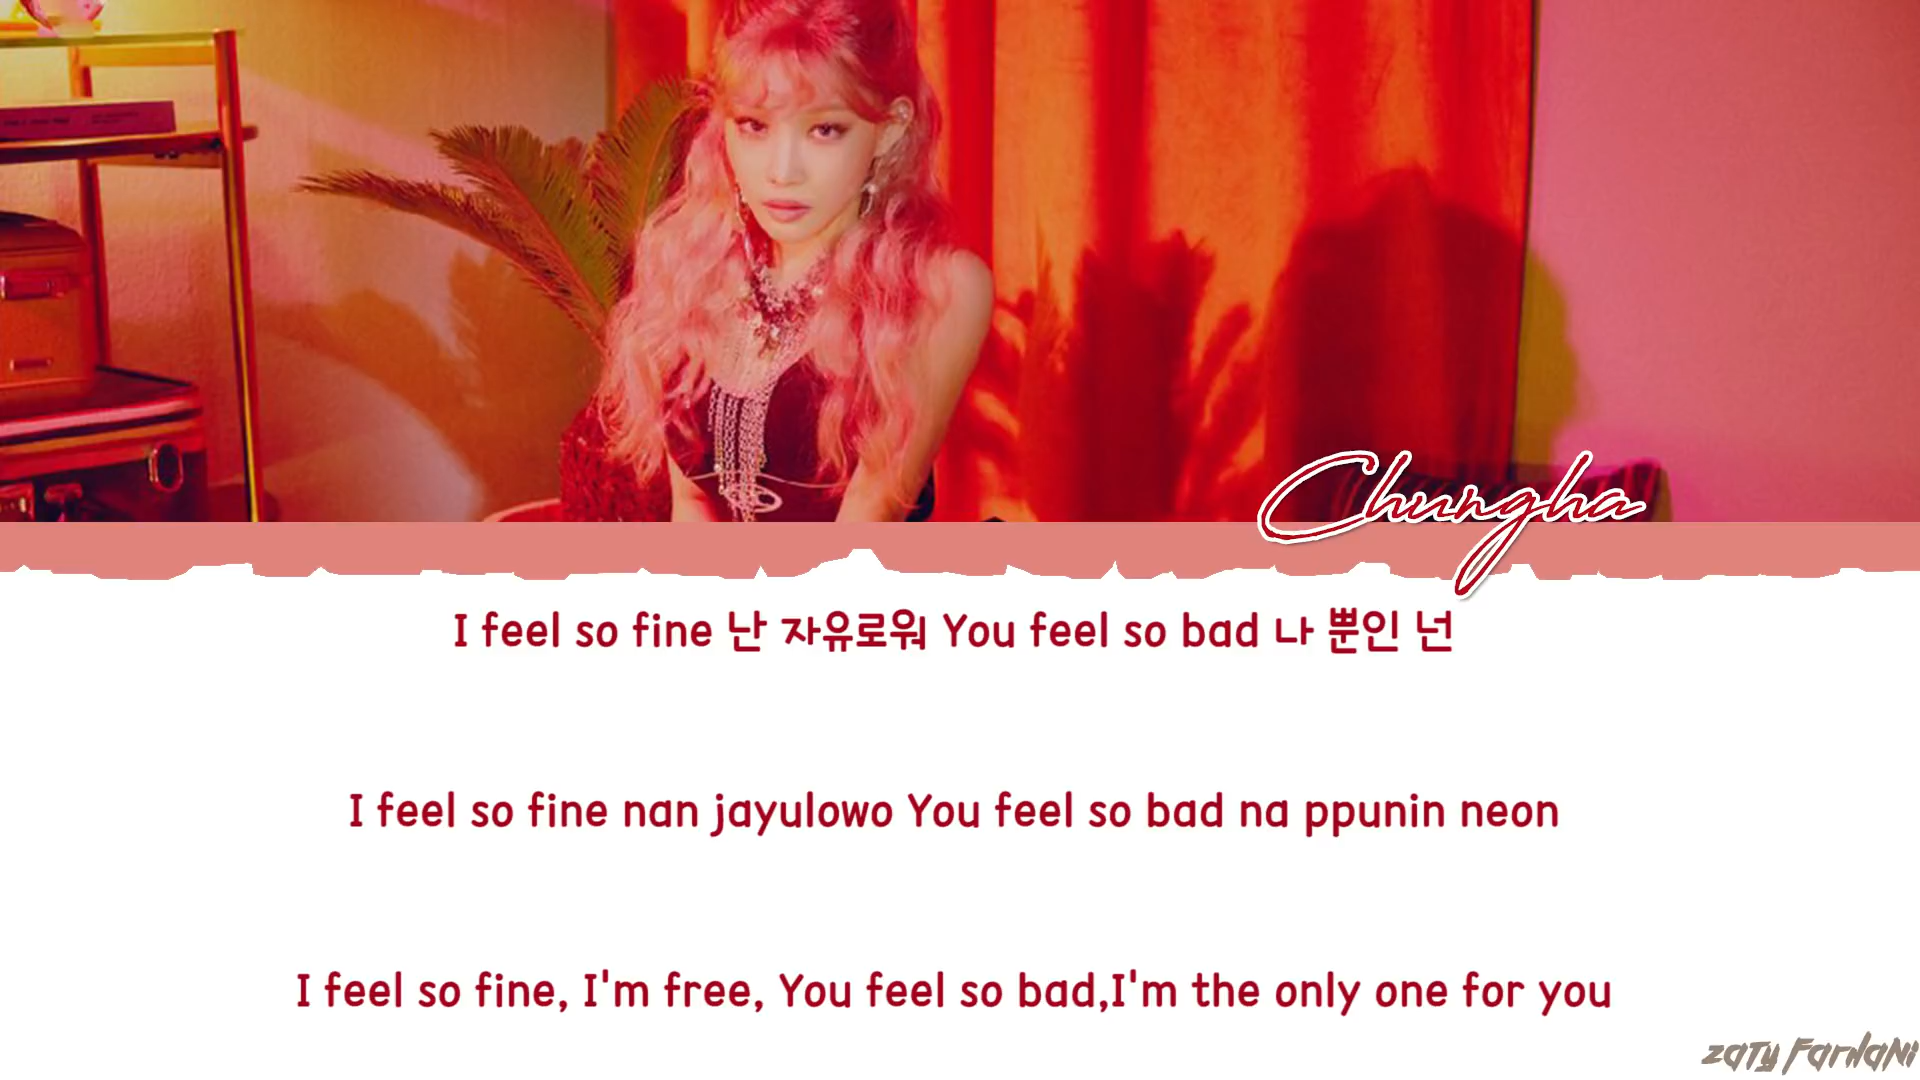 Chungha
I feel so fine 난 자유로워 You feel so bad 나 뿐인 넌
I feel so fine nan jayulowo You feel so bad na ppunin neon
I feel so fine, I'm free, You feel so bad,I'm the only one for you
Zaty Fardani